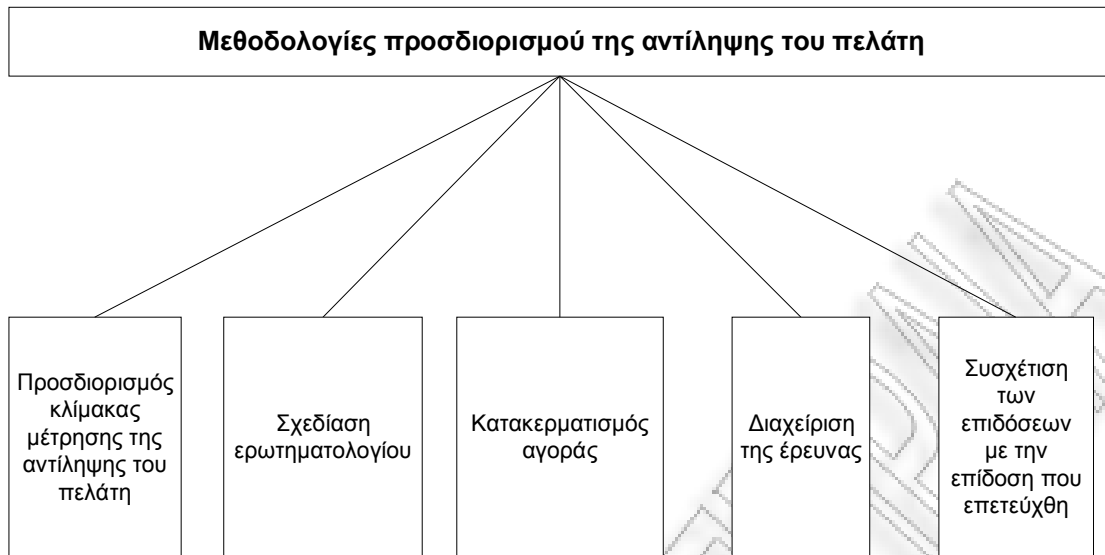 Μεθοδολογίες προσδιορισμού της αντίληψης του πελάτη
Προσδιορισμός
κλίμακας
μέτρησης της
αντίληψης του
πελάτη
Σχεδίαση
ερωτηματολογίου
Κατακερματισμός
αγοράς
Διαχείριση
της έρευνας
Συσχέτιση
των
επιδόσεων
με την
επίδοση που
επετεύχθη